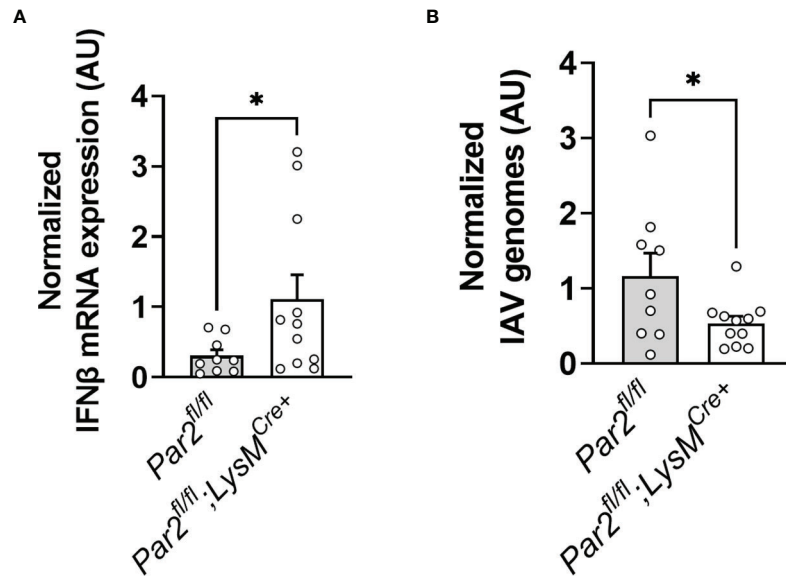 A
Normalized
IFNβ mRNA expression (AU)
4
3
2
1
0
*
Par2fl/fl
Par2fl/fl;LysMCre+
B
Normalized
IAV genomes (AU)
4
3
2
1
0
*
Par2fl/fl
Par2fl/fl;LysMCre+